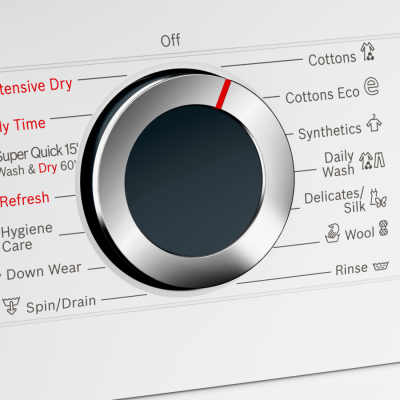 Off
Cottons
Cottons Eco
Synthetics
Daily
Wash
Delicates/
Silk
Wool
Rinse
Spin/Drain
Down Wear
Hygiene
Care
Refresh
Super Quick 15'
Wash & Dry 60'
ly Time
tensive Dry